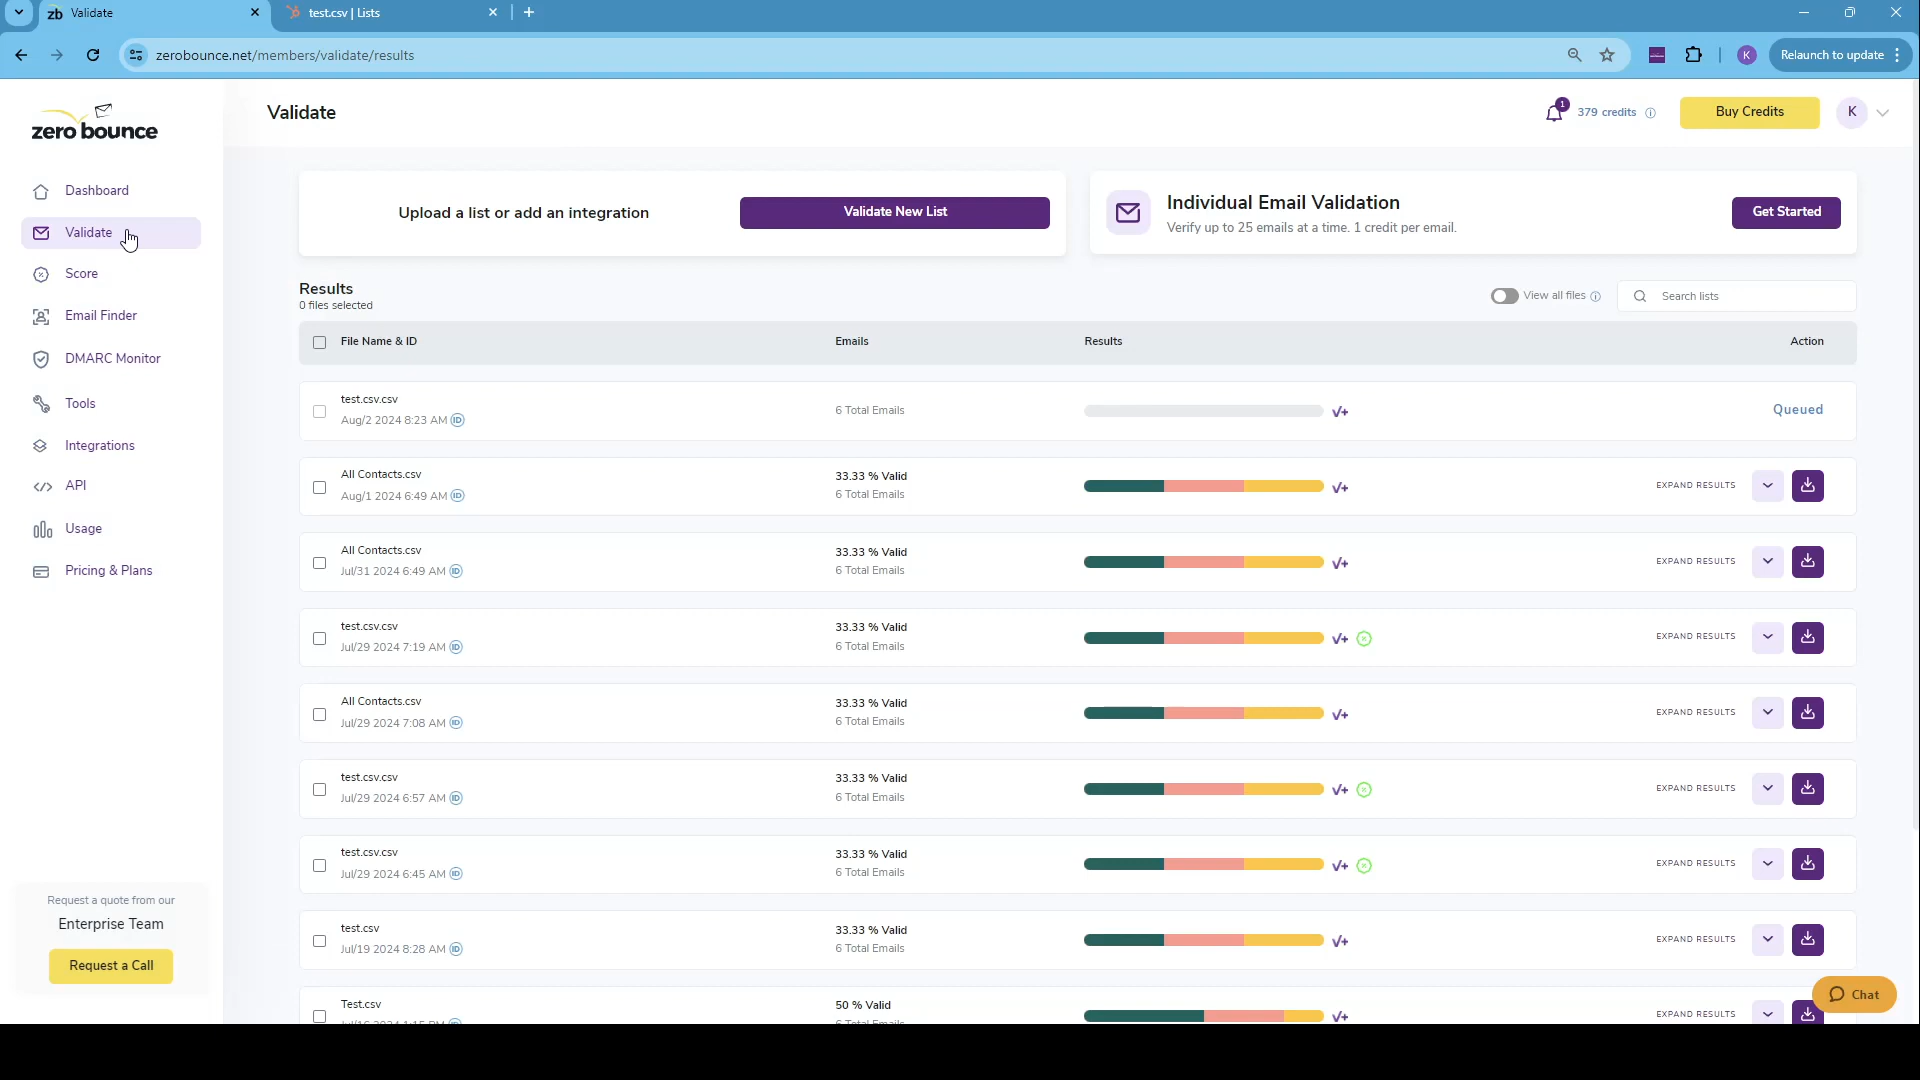 Validate
test.csv | Lists
zerobounce.net/members/validate/results
K
Relaunch to update
zero bounce
Validate
1
379 credits
Buy Credits
K
Dashboard
Validate
Score
Email Finder
DMARC Monitor
Tools
Integrations
API
Usage
Pricing & Plans
Request a quote from our
Enterprise Team
Request a Call
Upload a list or add an integration
Validate New List
Individual Email Validation
Verify up to 25 emails at a time. 1 credit per email.
Get Started
Results
0 files selected
View all files
Search lists
File Name & ID
Emails
Results
Action
test.csv.csv
Aug/2 2024 8:23 AM ID
6 Total Emails
V+
Queued
All Contacts.csv
Aug/1 2024 6:49 AM ID
33.33 % Valid
6 Total Emails
V+
EXPAND RESULTS
All Contacts.csv
Jul/31 2024 6:49 AM ID
33.33 % Valid
6 Total Emails
V+
EXPAND RESULTS
test.csv.csv
Jul/29 2024 7:19 AM ID
33.33 % Valid
6 Total Emails
V+
EXPAND RESULTS
All Contacts.csv
Jul/29 2024 7:08 AM ID
33.33 % Valid
6 Total Emails
V+
EXPAND RESULTS
test.csv.csv
Jul/29 2024 6:57 AM ID
33.33 % Valid
6 Total Emails
V+
EXPAND RESULTS
test.csv.csv
Jul/29 2024 6:45 AM ID
33.33 % Valid
6 Total Emails
V+
EXPAND RESULTS
test.csv
Jul/19 2024 8:28 AM ID
33.33 % Valid
6 Total Emails
V+
EXPAND RESULTS
Test.csv
50 % Valid
V+
EXPAND RESULTS
Chat